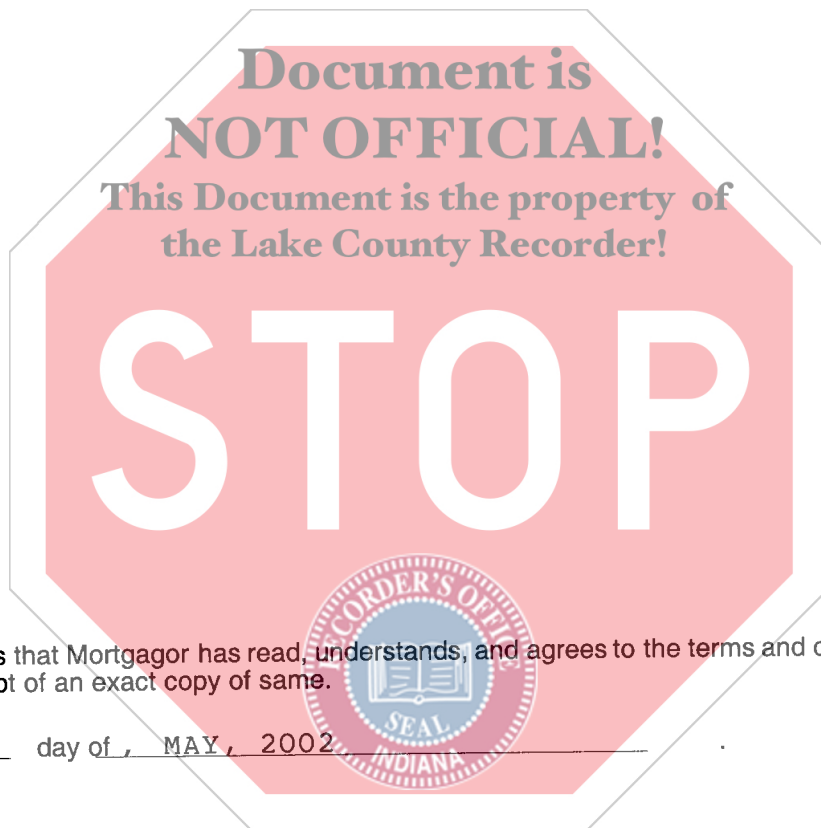 Document is
NOT OFFICIAL!
This Document is the property of
the Lake County Recorder!
STOP
RECORDER'S OFFICE
s that Mortgagor has read, understands, and agrees to the terms and c
ot of an exact copy of same.
SEAL
day of , MAY, 2002 .
INDIANA